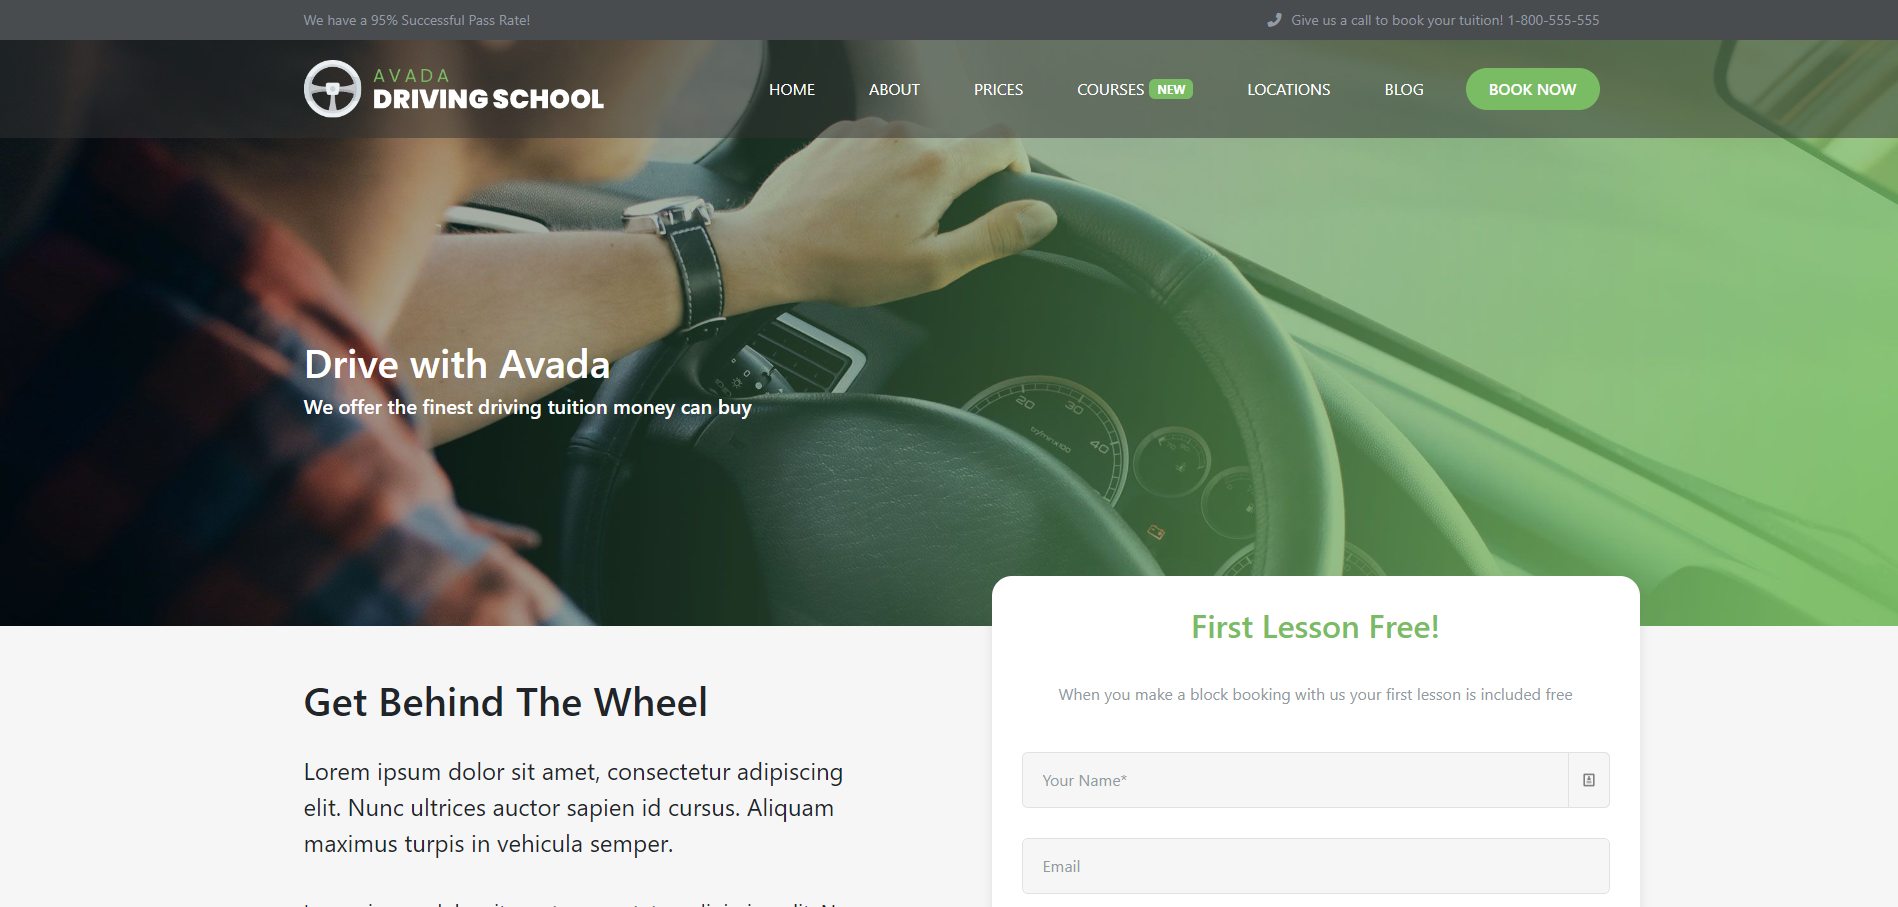 We have a 95% Successful Pass Rate!
Give us a call to book your tuition! 1-800-555-555
AVADA
DRIVING SCHOOL
HOME
ABOUT
PRICES
COURSES NEW
LOCATIONS
BLOG
BOOK NOW
Drive with Avada
We offer the finest driving tuition money can buy
20
30
40
First Lesson Free!
When you make a block booking with us your first lesson is included free
Your Name*
Email
Get Behind The Wheel
Lorem ipsum dolor sit amet, consectetur adipiscing
elit. Nunc ultrices auctor sapien id cursus. Aliquam
maximus turpis in vehicula semper.